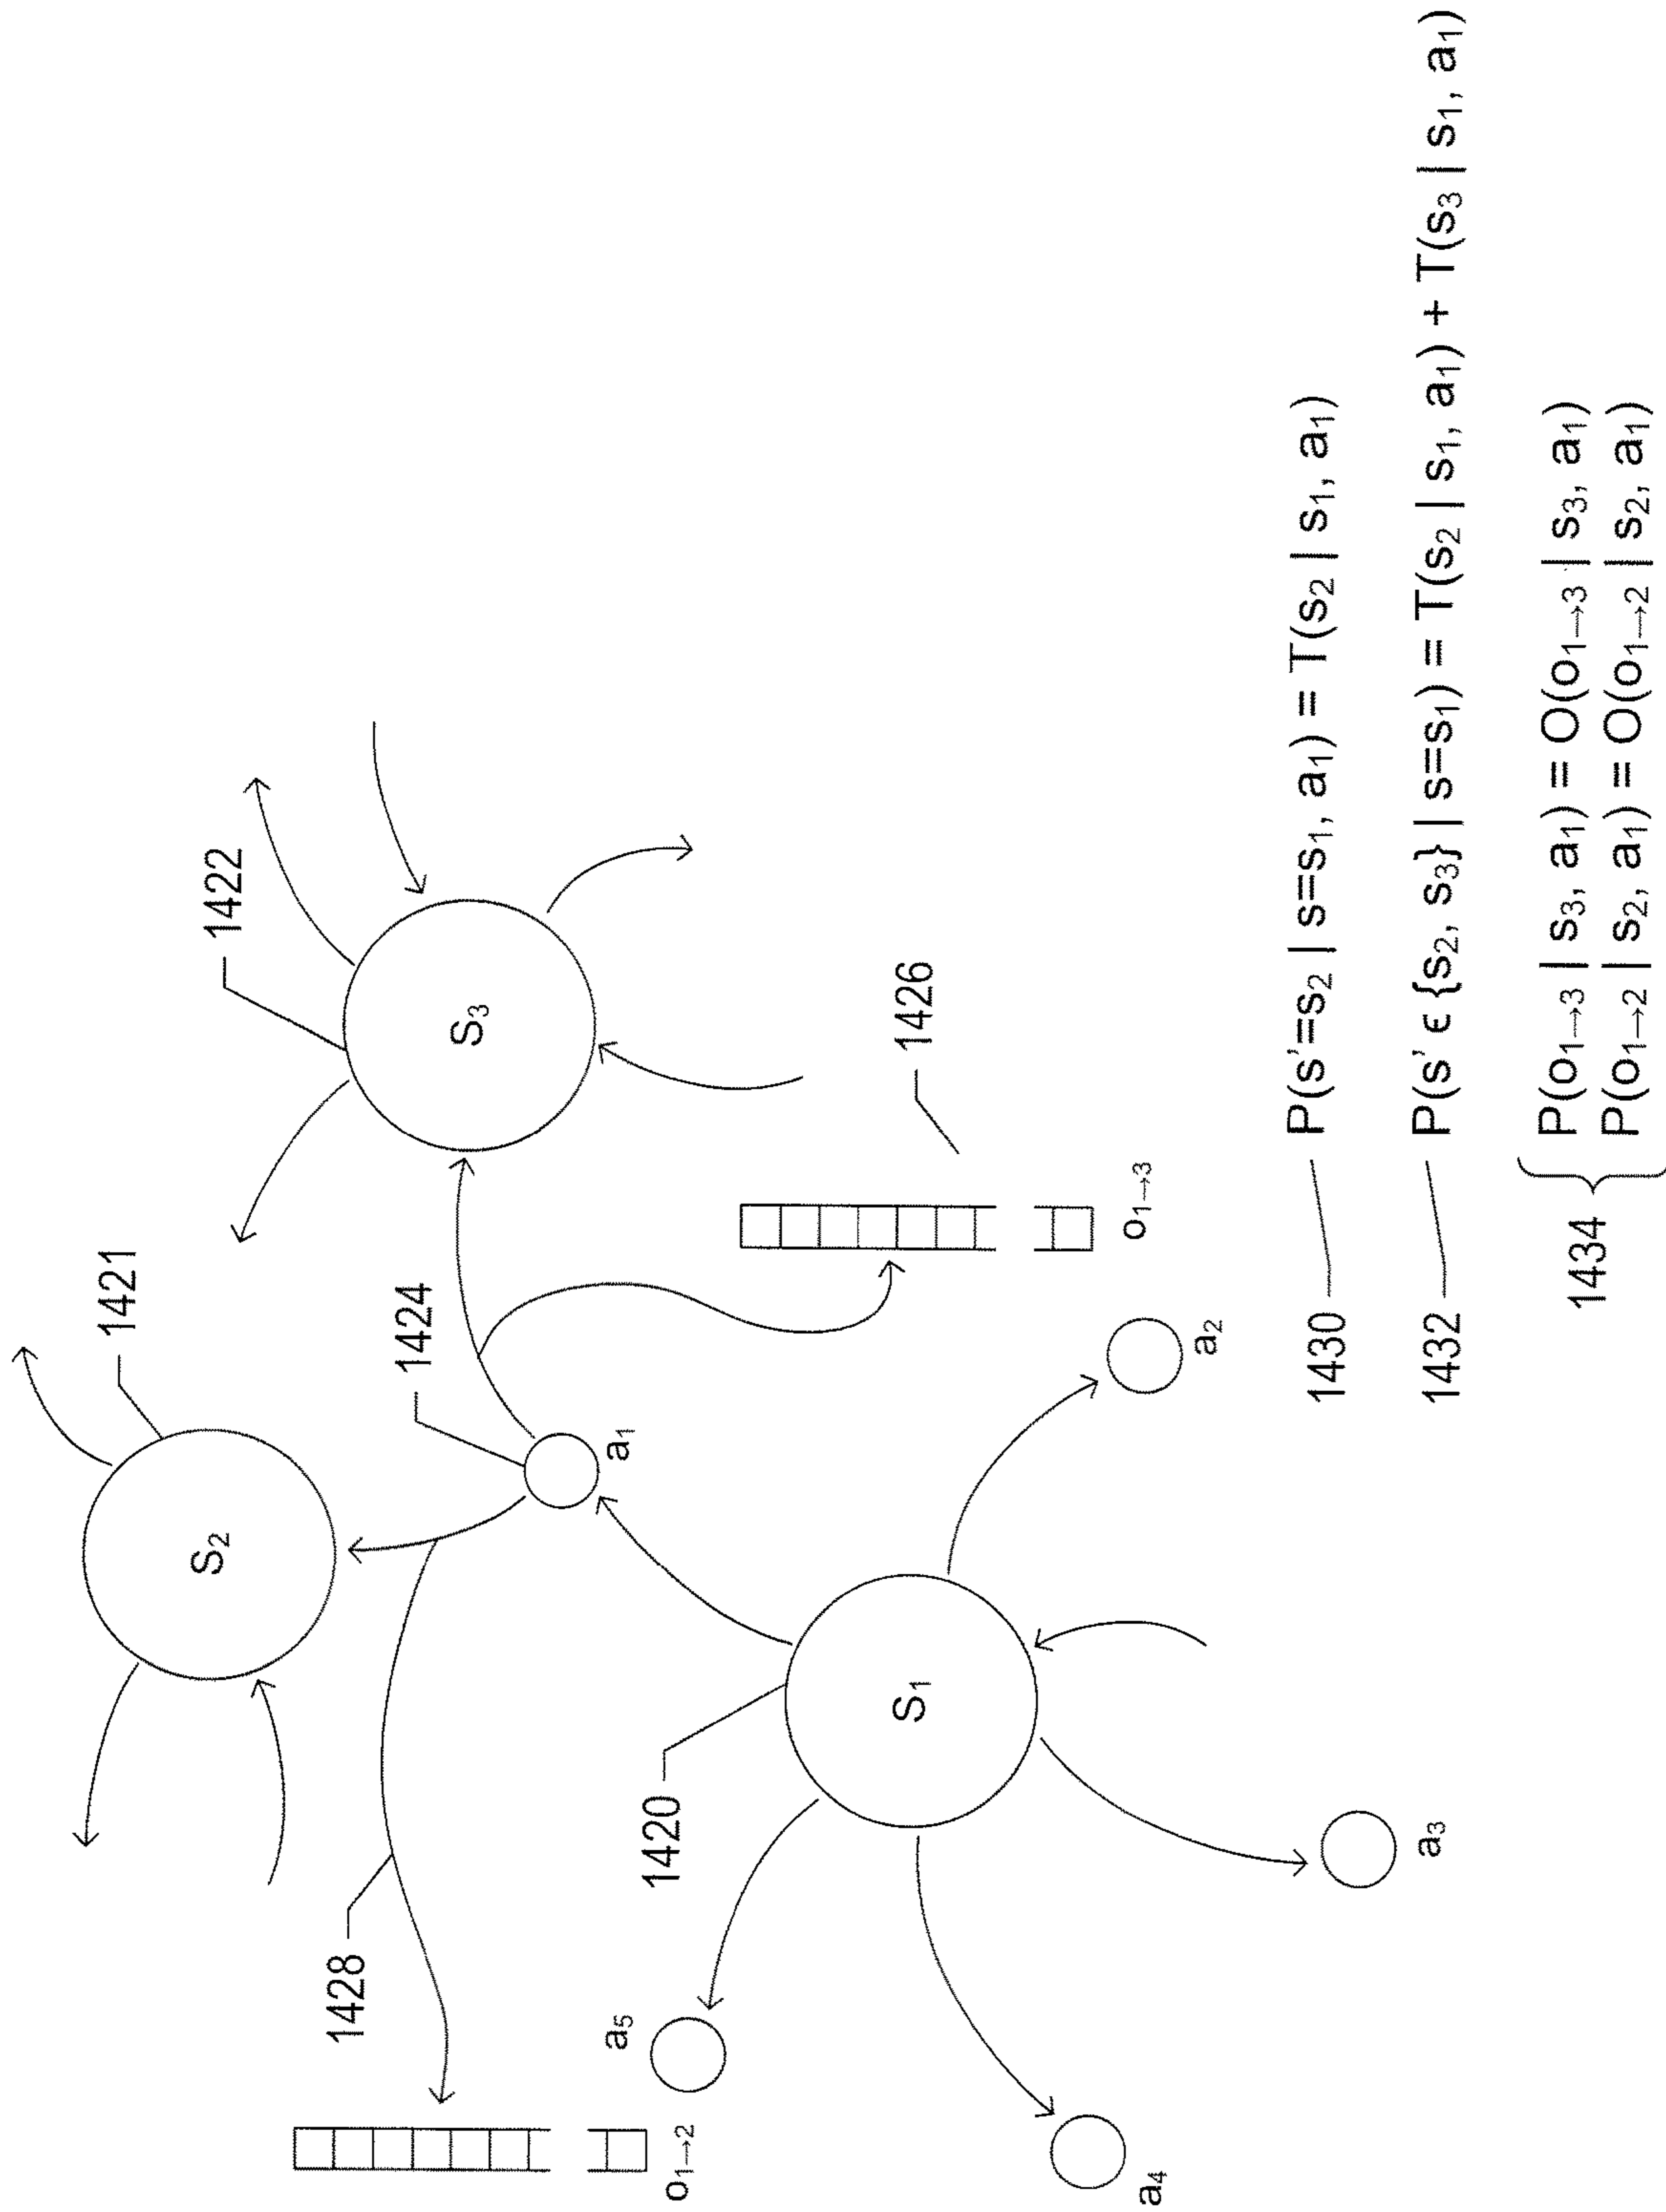 1421
S₂
1422
S₃
1424
a₁
1428
1426
o₁→₃
o₁→₂
1420
S₁
a₅
a₂
a₄
a₃
1430 P(s'=s₂ | s=s₁, a₁) = T(s₂ | s₁, a₁)
1432 P(s' ϵ {s₂, s₃} | s=s₁) = T(s₂ | s₁, a₁) + T(s₃ | s₁, a₁)
1434 P(o₁→₃ | s₃, a₁) = O(o₁→₃ | s₃, a₁)
P(o₁→₂ | s₂, a₁) = O(o₁→₂ | s₂, a₁)